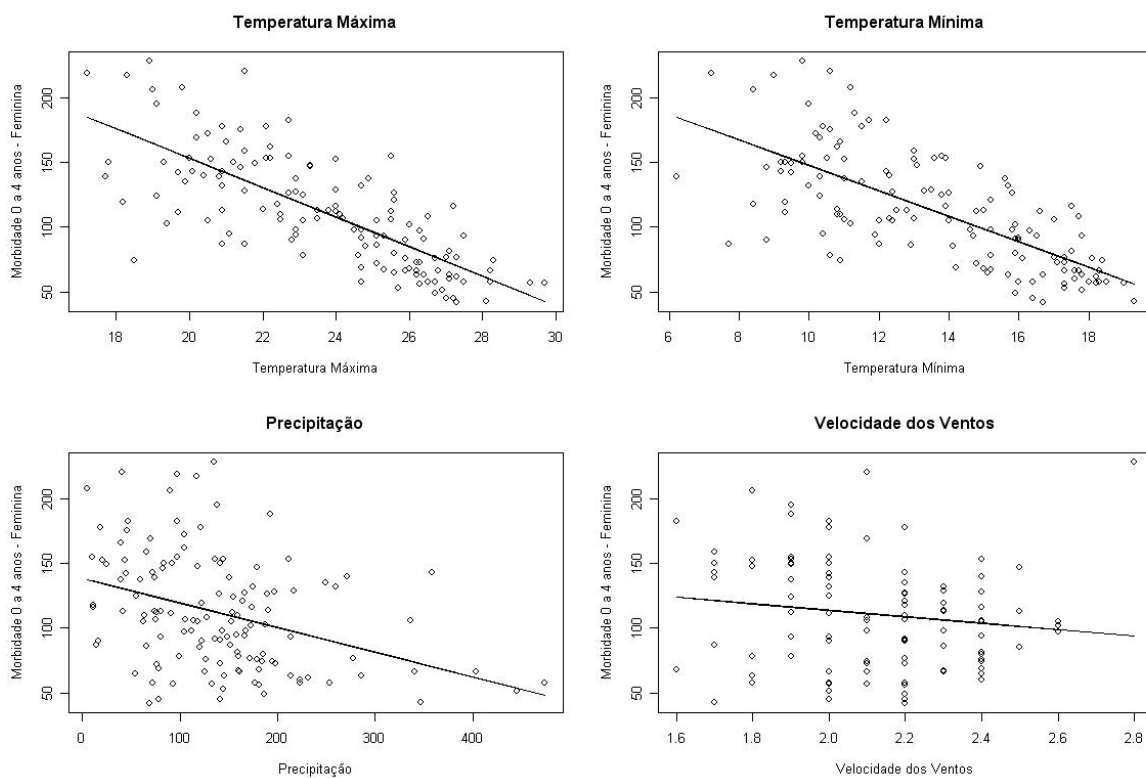 Temperatura Máxima
Morbidade 0 a 4 anos - Feminina
50 100 150 200
18 20 22 24 26 28 30
Temperatura Máxima
Temperatura Mínima
Morbidade 0 a 4 anos - Feminina
50 100 150 200
6 8 10 12 14 16 18
Temperatura Mínima
Precipitação
Morbidade 0 a 4 anos - Feminina
50 100 150 200
0 100 200 300 400
Precipitação
Velocidade dos Ventos
Morbidade 0 a 4 anos - Feminina
50 100 150 200
1.6 1.8 2.0 2.2 2.4 2.6 2.8
Velocidade dos Ventos